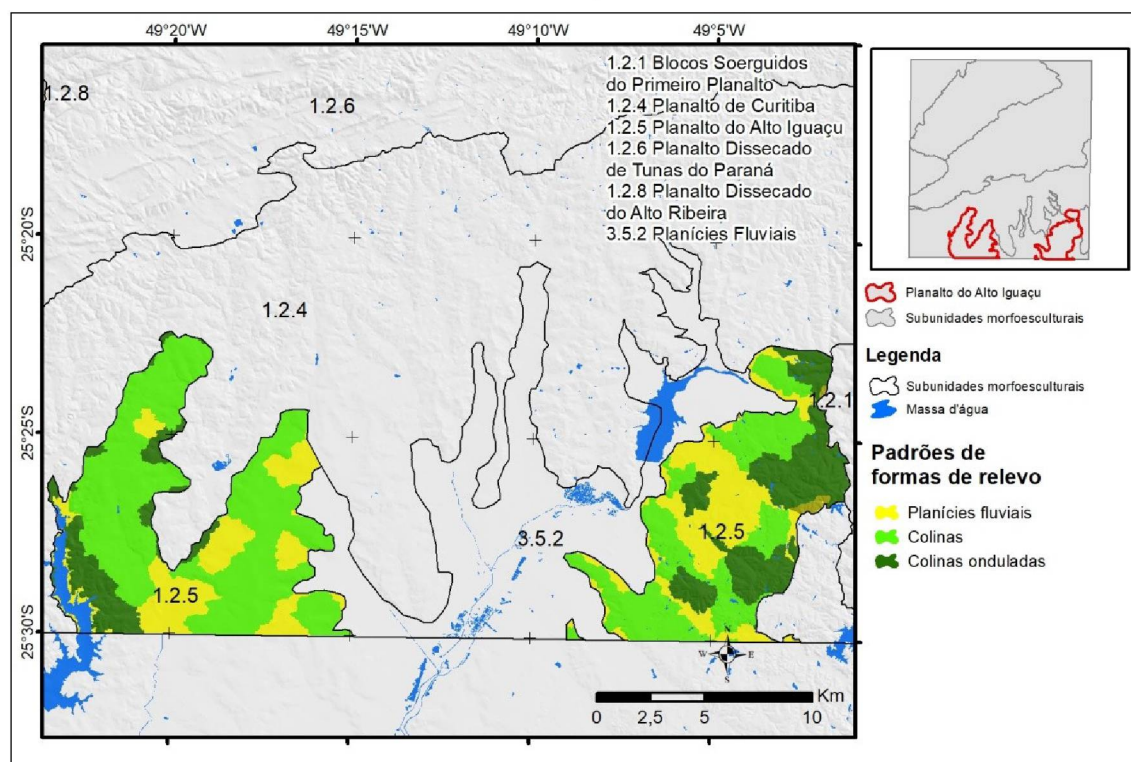 49°20'W 49°15'W 49°10'W 49°5'W
1.2.8
1.2.6
1.2.1 Blocos Soerguidos
do Primeiro Planalto
1.2.4 Planalto de Curitiba
1.2.5 Planalto do Alto Iguaçu
1.2.6 Planalto Dissecado
de Tunas do Paraná
1.2.8 Planalto Dissecado
do Alto Ribeira
3.5.2 Planícies Fluviais
25°20'S
25°25'S
25°30'S
1.2.4
1.2.1
1.2.5
3.5.2
1.2.5
N
W E
S
Km
0 2,5 5 10
Planalto do Alto Iguaçu
Subunidades morfoesculturais
Legenda
Subunidades morfoesculturais
Massa d'água
Padrões de
formas de relevo
Planícies fluviais
Colinas
Colinas onduladas